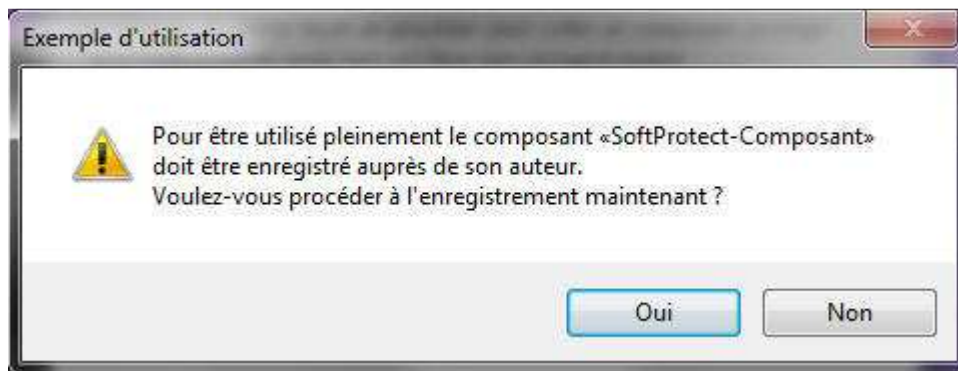 Exemple d'utilisation
Pour être utilisé pleinement le composant «SoftProtect-Composant»
doit être enregistré auprès de son auteur.
Voulez-vous procéder à l'enregistrement maintenant ?
Oui Non